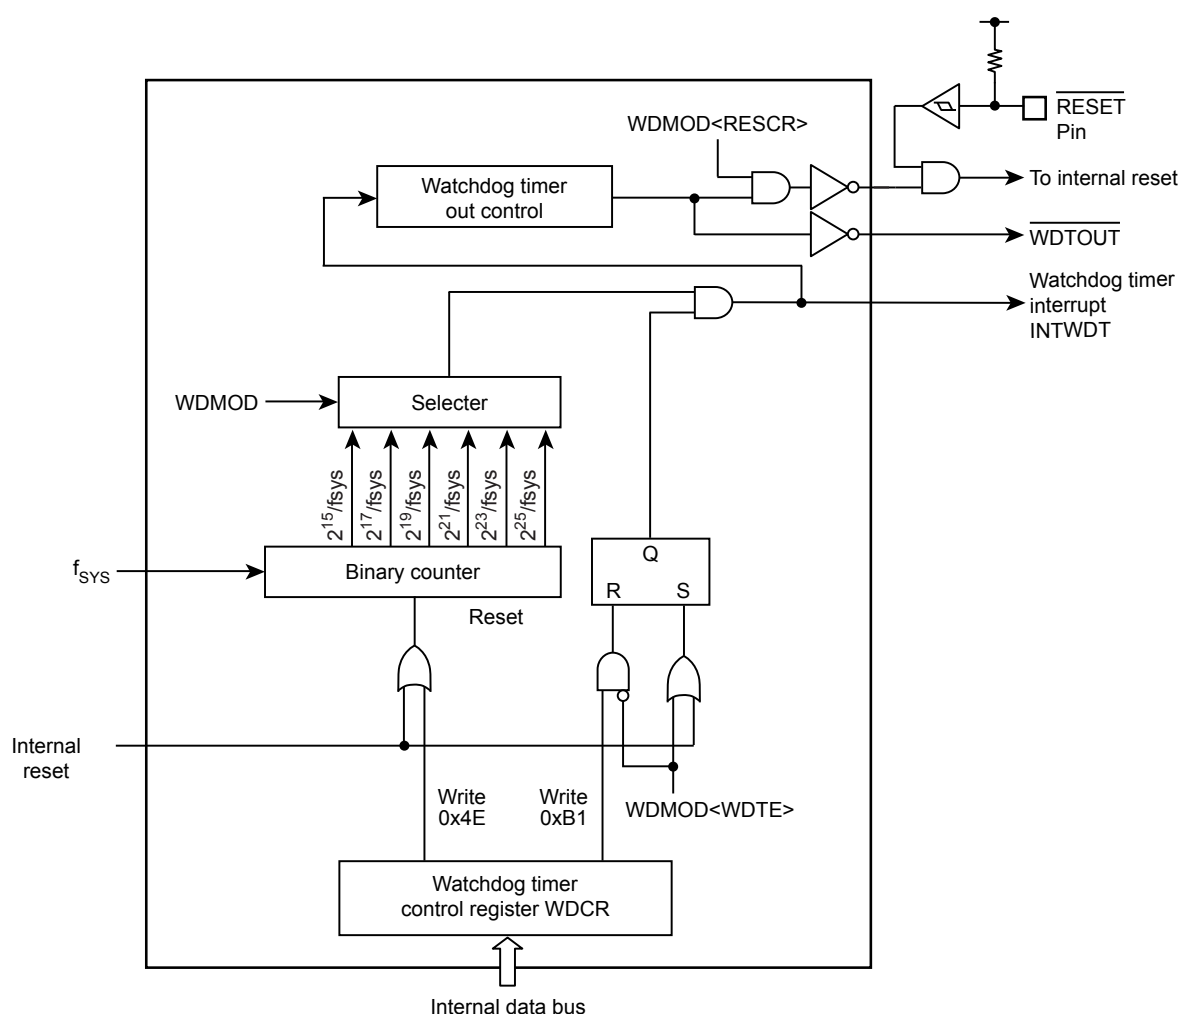 RESET
Pin
WDMOD<RESCR>
Watchdog timer
out control
To internal reset
WDTOUT
Watchdog timer
interrupt
INTWDT
WDMOD
Selecter
2^15/fsys
2^17/fsys
2^19/fsys
2^21/fsys
2^23/fsys
2^25/fsys
fSYS
Binary counter
Reset
Q
R S
Internal
reset
Write
0x4E
Write
0xB1
WDMOD<WDTE>
Watchdog timer
control register WDCR
Internal data bus